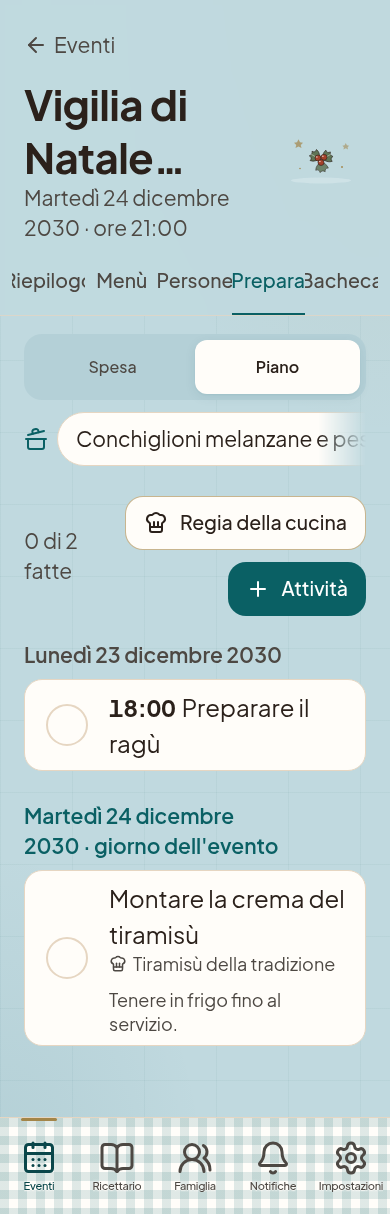 Eventi
Vigilia di
Natale…
Martedì 24 dicembre
2030 · ore 21:00
Riepilogo Menù Persone Prepara Bacheca
Spesa Piano
Conchiglioni melanzane e pes
Regia della cucina
0 di 2
fatte
Attività
Lunedì 23 dicembre 2030
18:00 Preparare il
ragù
Martedì 24 dicembre
2030 · giorno dell'evento
Montare la crema del
tiramisù
Tiramisù della tradizione
Tenere in frigo fino al
servizio.
Eventi Ricettario Famiglia Notifiche Impostazioni